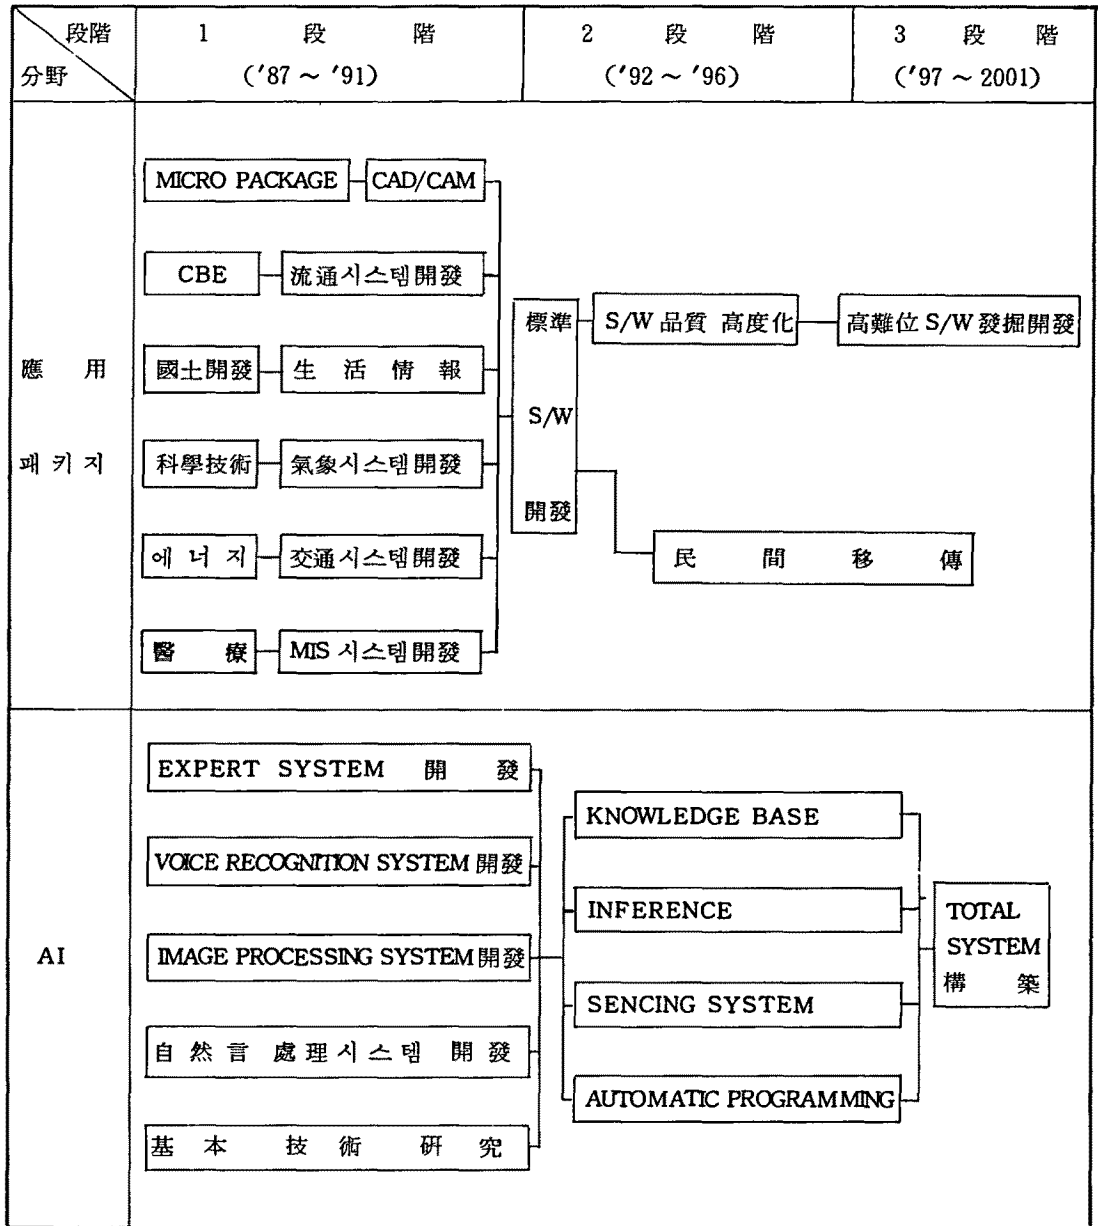 段階
分野
1 段 階
('87 ~ '91)
2 段 階
('92 ~ '96)
3 段 階
('97 ~ 2001)
應 用
패키지
MICRO PACKAGE
CAD/CAM
CBE
流通시스템開發
國土開發
生 活 情 報
科學技術
氣象시스템開發
에 너 지
交通시스템開發
醫 療
MIS 시스템開發
標準
S/W
開發
S/W 品質 高度化
高難位 S/W 發掘開發
民 間 移 傳
AI
EXPERT SYSTEM 開 發
VOICE RECOGNITION SYSTEM 開發
IMAGE PROCESSING SYSTEM 開發
自 然 言 處 理 시 스 템 開 發
基 本 技 術 硏 究
KNOWLEDGE BASE
INFERENCE
SENCING SYSTEM
AUTOMATIC PROGRAMMING
TOTAL
SYSTEM
構 築